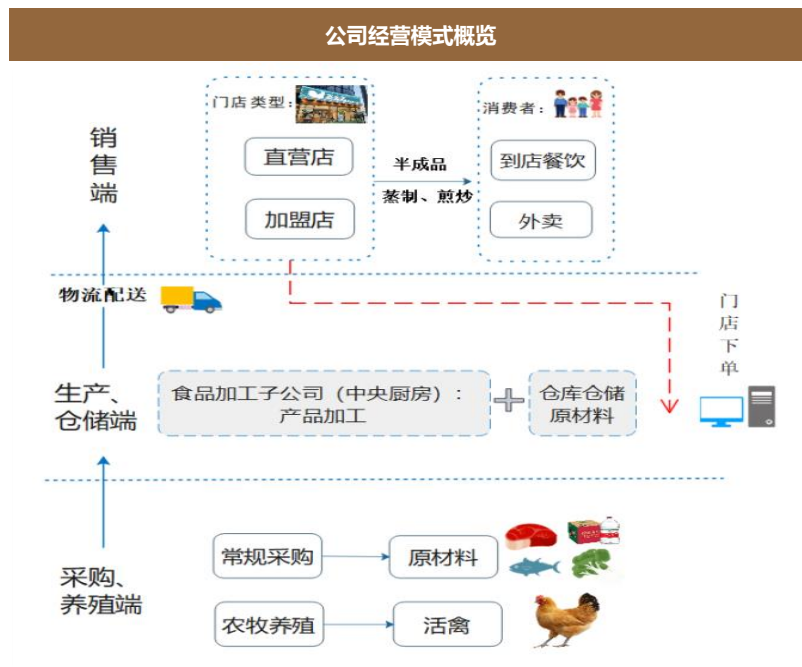 公司经营模式概览
门店类型：
消费者：
销
售
端
直营店
半成品
到店餐饮
蒸制、煎炒
加盟店
外卖
物流配送
门
店
下
单
生产、
仓储端
食品加工子公司（中央厨房）：
产品加工
仓库仓储
原材料
常规采购
原材料
采购、
养殖端
农牧养殖
活禽